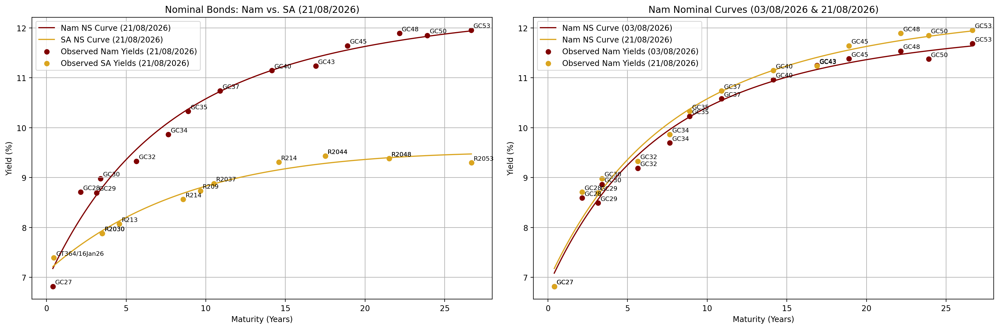 Nominal Bonds: Nam vs. SA (21/08/2026)
Nam NS Curve (21/08/2026)
SA NS Curve (21/08/2026)
Observed Nam Yields (21/08/2026)
Observed SA Yields (21/08/2026)
Yield (%)
12
11
10
9
8
7
GC53
GC48
GC50
GC45
GC43
GC40
GC37
GC35
GC34
GC32
GC30
GC28
GC29
GC27
R2044
R214
R2048
R2053
R2037
R209
R214
R213
R2030
GT364/16Jan26
0
5
10
15
20
25
Maturity (Years)
Nam Nominal Curves (03/08/2026 & 21/08/2026)
Nam NS Curve (03/08/2026)
Nam NS Curve (21/08/2026)
Observed Nam Yields (03/08/2026)
Observed Nam Yields (21/08/2026)
Yield (%)
12
11
10
9
8
7
GC53
GC48
GC50
GC53
GC45
GC48
GC45
GC50
GC43
GC43
GC40
GC40
GC37
GC37
GC35
GC35
GC34
GC34
GC32
GC32
GC30
GC30
GC28
GC29
GC28
GC29
GC27
0
5
10
15
20
25
Maturity (Years)